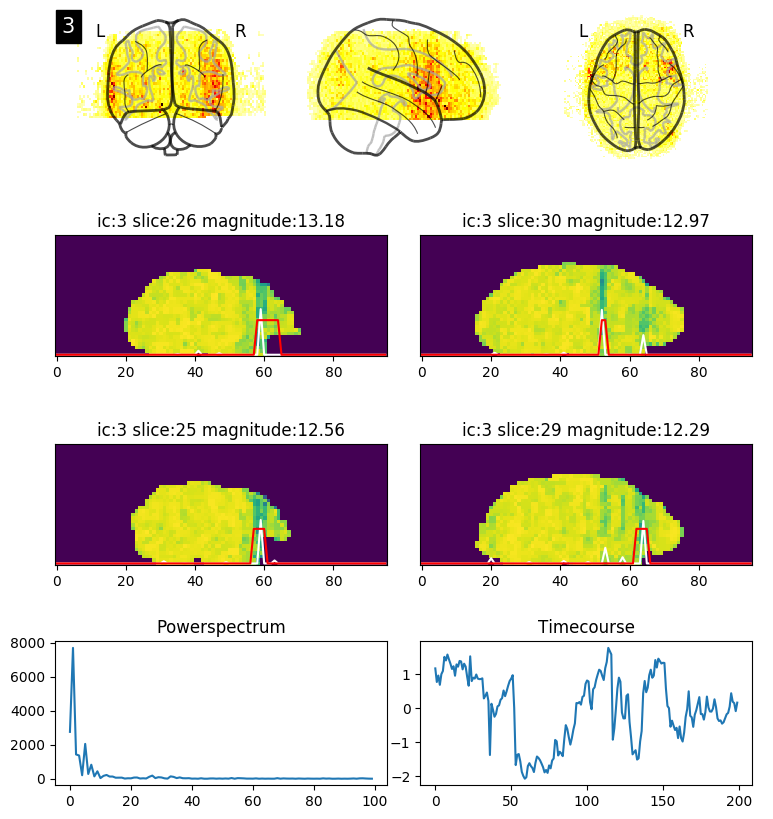 3
L R
L R
ic:3 slice:26 magnitude:13.18
ic:3 slice:30 magnitude:12.97
0 20 40 60 80
0 20 40 60 80
ic:3 slice:25 magnitude:12.56
ic:3 slice:29 magnitude:12.29
0 20 40 60 80
0 20 40 60 80
Powerspectrum
8000
6000
4000
2000
0
0 20 40 60 80 100
Timecourse
1
0
−1
−2
0 50 100 150 200